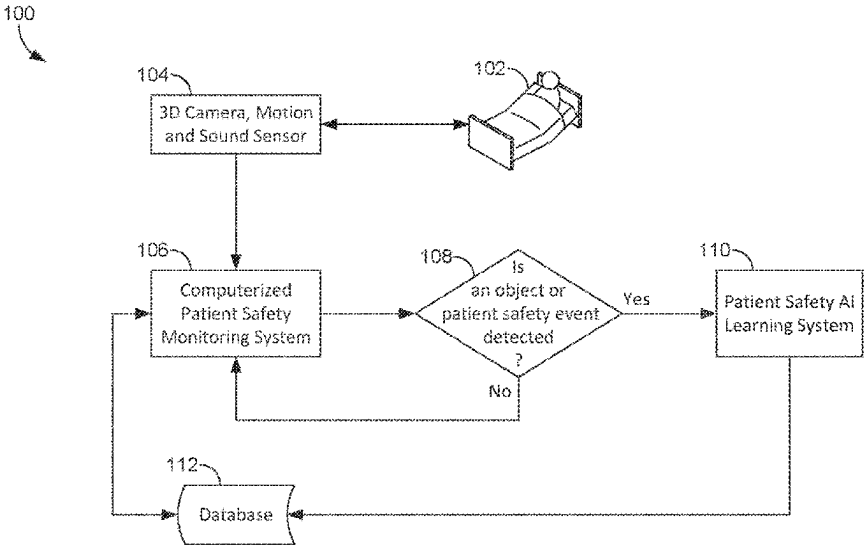 100
104
102
3D Camera, Motion
and Sound Sensor
106
Computerized
Patient Safety
Monitoring System
108
Is
an object or
patient safety event
detected
?
Yes
No
110
Patient Safety AI
Learning System
112
Database